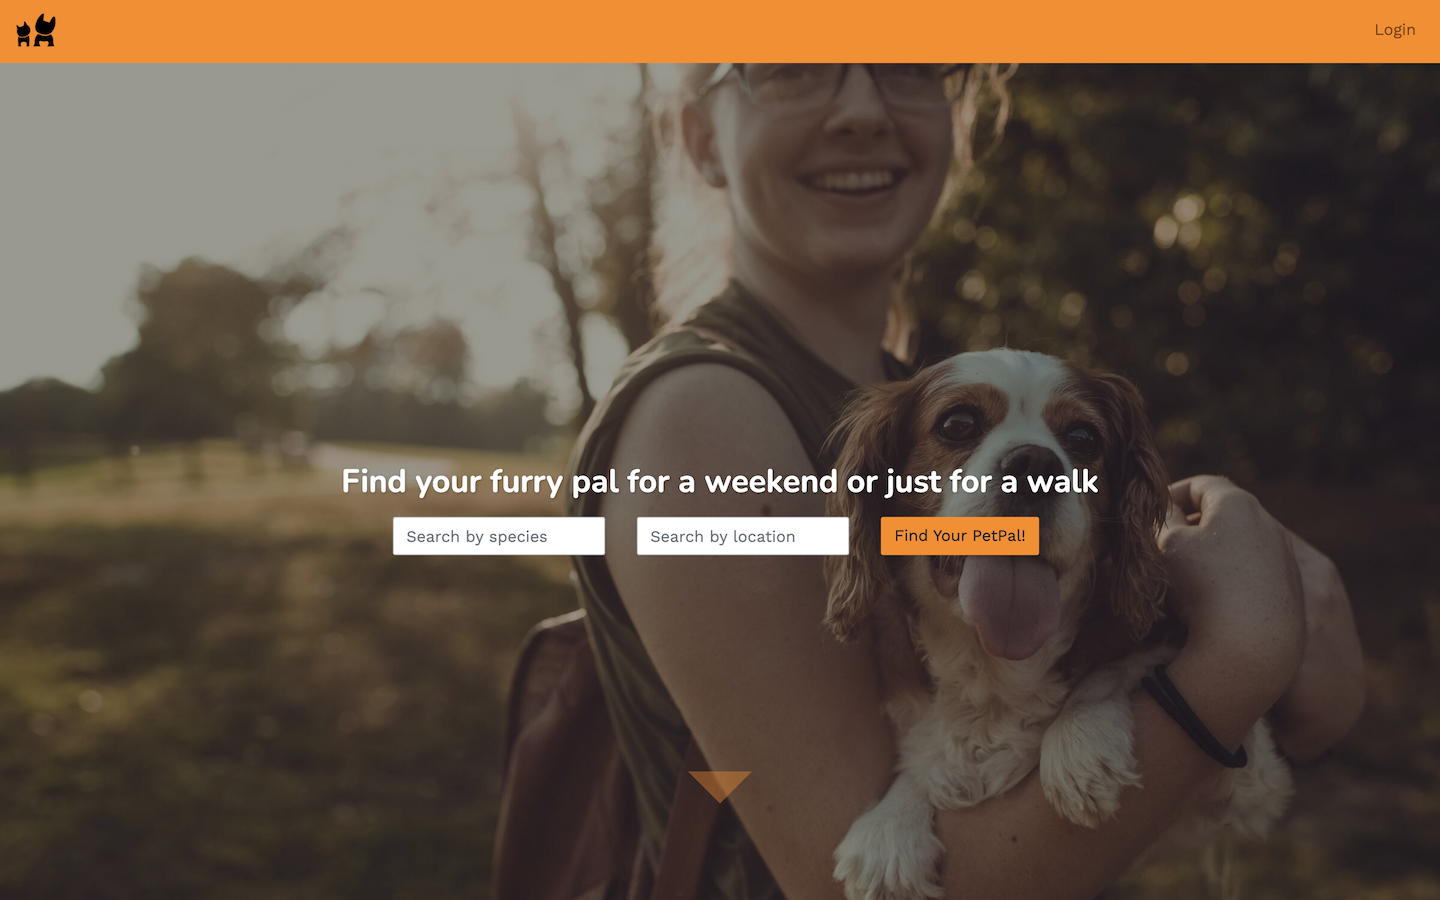 Login
Find your furry pal for a weekend or just for a walk
Search by species
Search by location
Find Your PetPal!